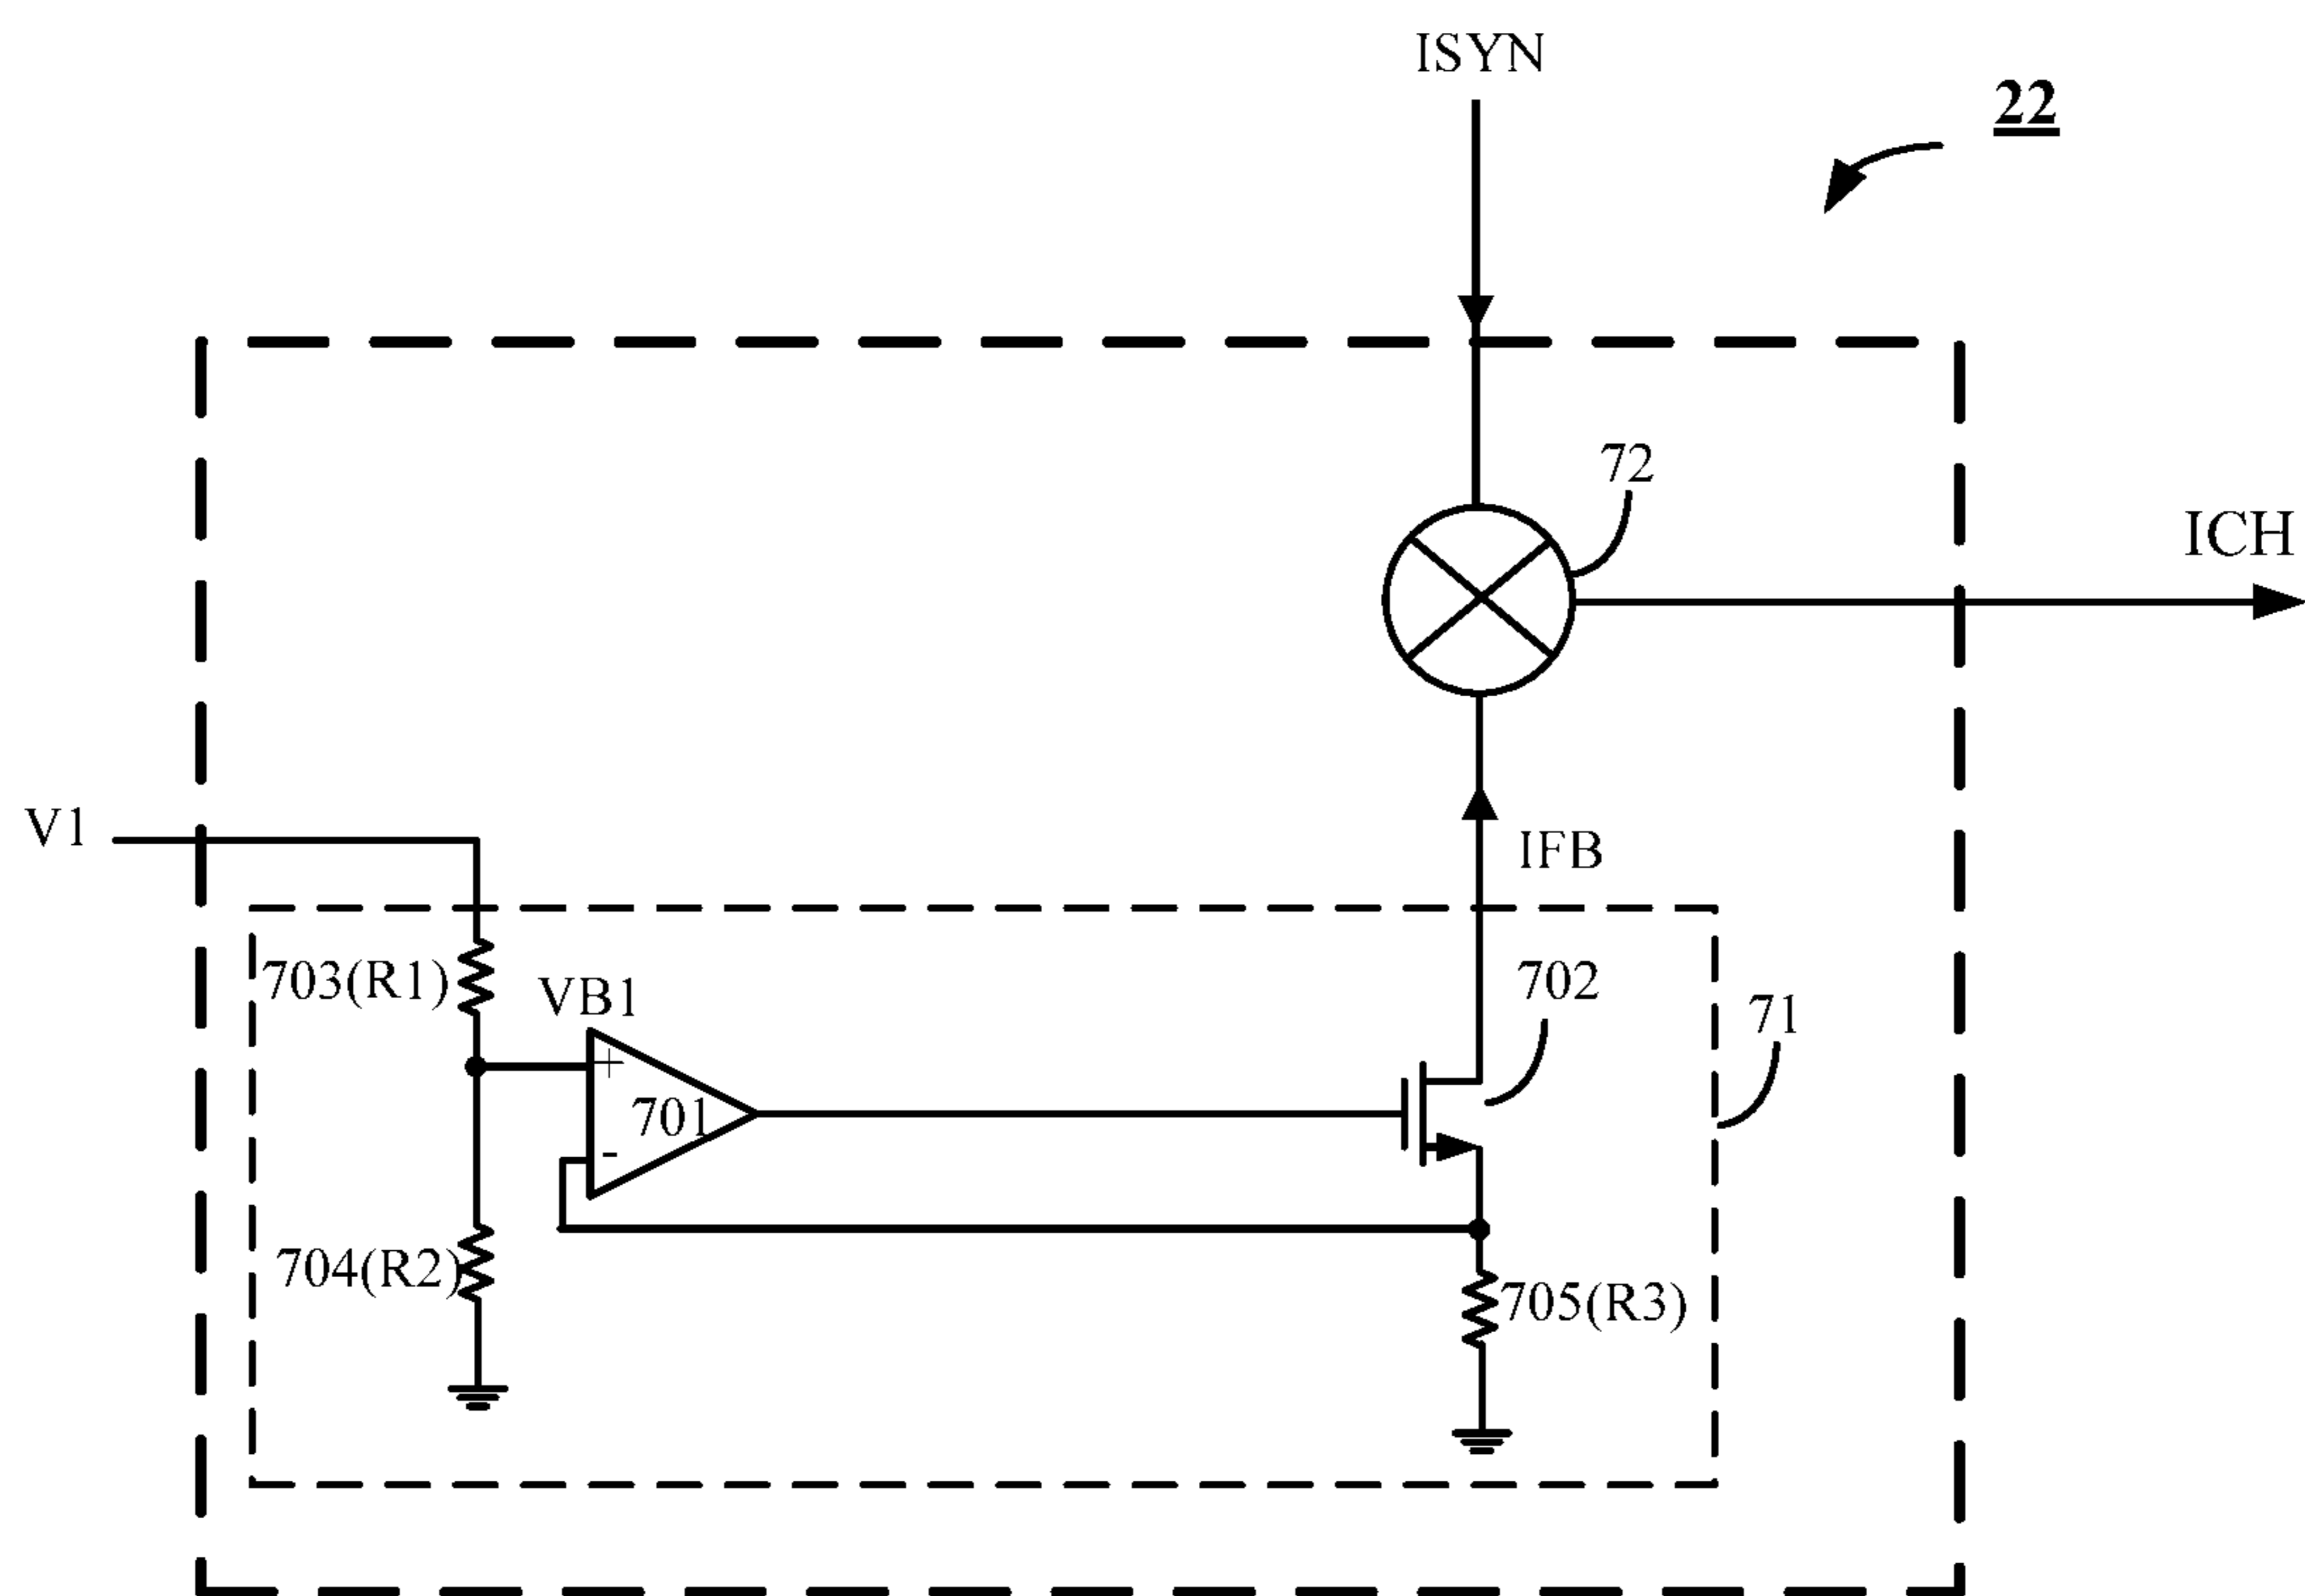 ISYN
22
72
ICH
V1
IFB
703(R1)
VB1
702
71
+
701
-
704(R2)
705(R3)